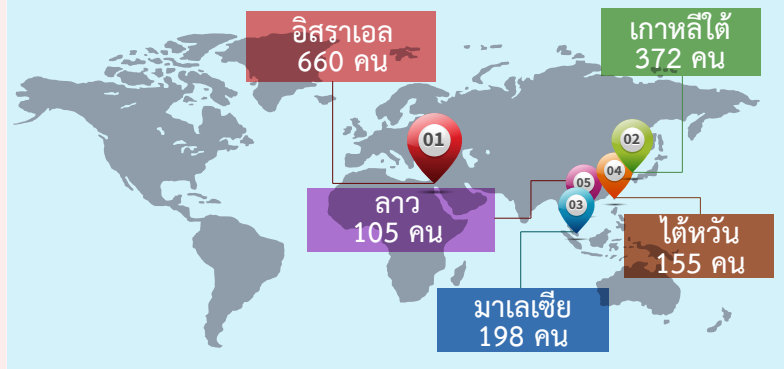 อิสราเอล
660 คน
เกาหลีใต้
372 คน
01
02
04
05
03
ลาว
105 คน
ไต้หวัน
155 คน
มาเลเซีย
198 คน